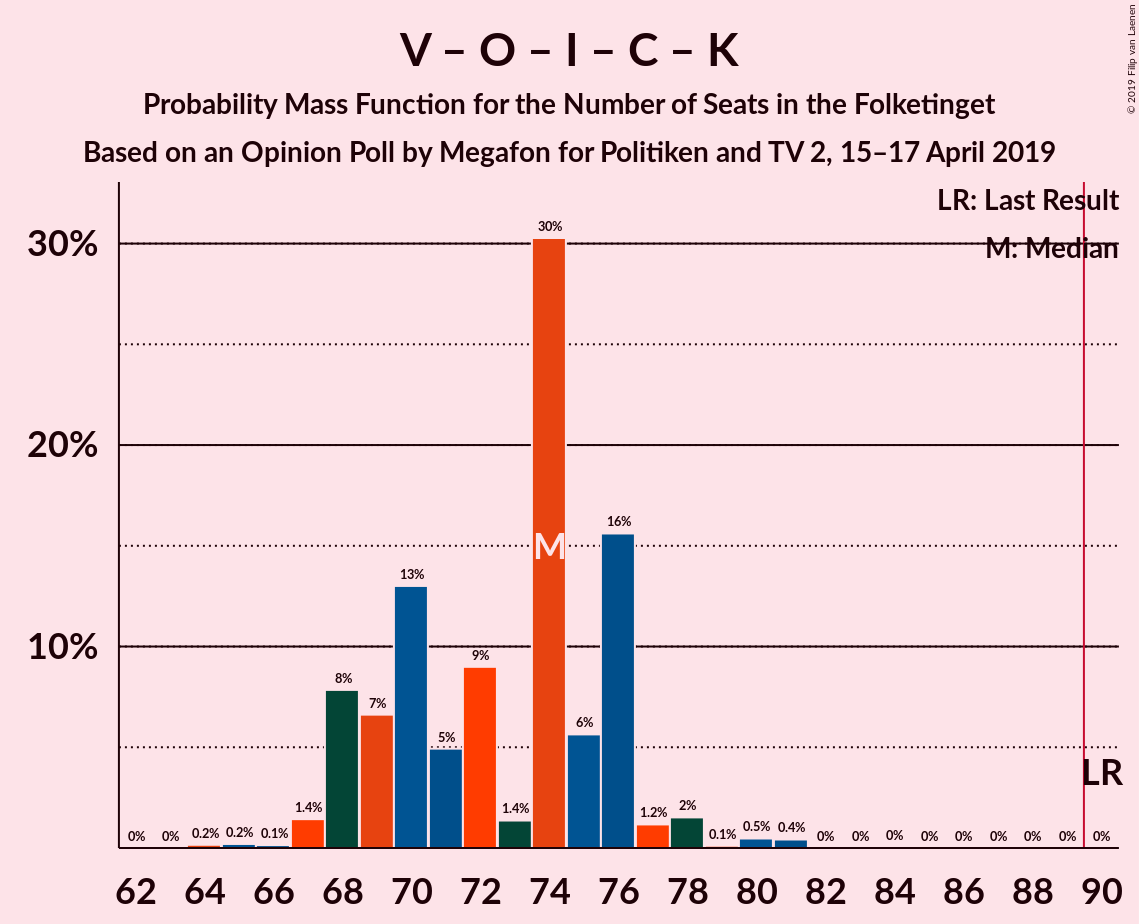 V – O – I – C – K
Probability Mass Function for the Number of Seats in the Folketinget
Based on an Opinion Poll by Megafon for Politiken and TV 2, 15–17 April 2019
© 2019 Filip van Laenen
LR: Last Result
M: Median
30%
20%
10%
0% 0% 0.2% 0.2% 0.1% 1.4% 8% 7% 13% 5% 9% 1.4% 30% 6% 16% 1.2% 2% 0.1% 0.5% 0.4% 0% 0% 0% 0% 0% 0% 0% 0% 0%
M
LR
62 64 66 68 70 72 74 76 78 80 82 84 86 88 90